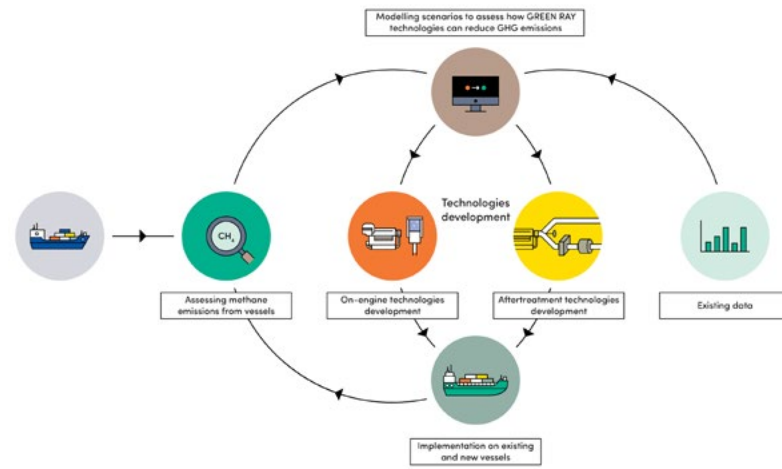 Modelling scenarios to assess how GREEN RAY
technologies can reduce GHG emissions
Technologies
development
CH₄
Assessing methane
emissions from vessels
On-engine technologies
development
Aftertreatment technologies
development
Existing data
Implementation on existing
and new vessels